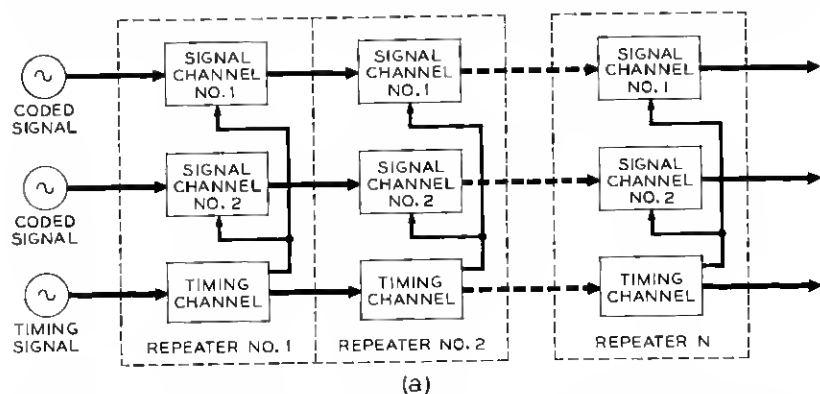 SIGNAL
CHANNEL
NO. 1
SIGNAL
CHANNEL
NO. 1
SIGNAL
CHANNEL
NO. 1
CODED
SIGNAL
SIGNAL
CHANNEL
NO. 2
SIGNAL
CHANNEL
NO. 2
SIGNAL
CHANNEL
NO. 2
CODED
SIGNAL
TIMING
CHANNEL
TIMING
CHANNEL
TIMING
CHANNEL
TIMING
SIGNAL
REPEATER NO. 1
REPEATER NO. 2
REPEATER N
(a)